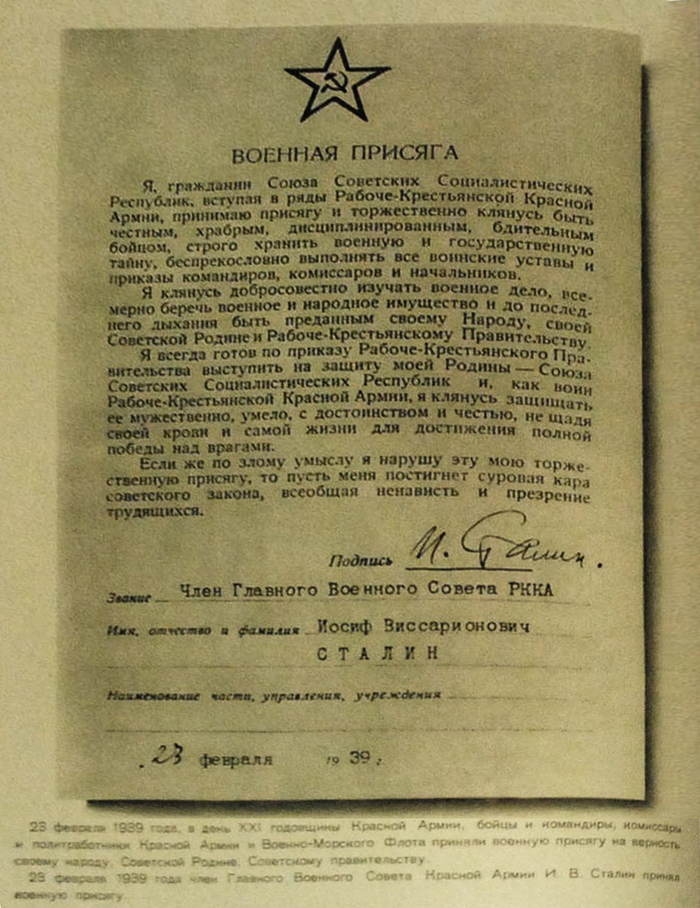 ВОЕННАЯ ПРИСЯГА
Я, гражданин Союза Советских Социалистических
Республик, вступая в ряды Рабоче-Крестьянской Красной
Армии, принимаю присягу и торжественно клянусь быть
честным, храбрым, дисциплинированным, бдительным
бойцом, строго хранить военную и государственную
тайну, беспрекословно выполнять все воинские уставы и
приказы командиров, комиссаров и начальников.
Я клянусь добросовестно изучать военное дело, все-
мерно беречь военное и народное имущество и до послед-
него дыхания быть преданным своему Народу, своей
Советской Родине и Рабоче-Крестьянскому Правительству.
Я всегда готов по приказу Рабоче-Крестьянского Пра-
вительства выступить на защиту моей Родины — Союза
Советских Социалистических Республик и, как воин
Рабоче-Крестьянской Красной Армии, я клянусь защищать
ее мужественно, умело, с достоинством и честью, не щадя
своей крови и самой жизни для достижения полной
победы над врагами.
Если же по злому умыслу я нарушу эту мою торже-
ственную присягу, то пусть меня постигнет суровая кара
советского закона, всеобщая ненависть и презрение
трудящихся.
Подпись И. Сталин.
Звание Член Главного Военного Совета РККА
Имя, отчество и фамилия Иосиф Виссарионович
СТАЛИН
Наименование части, управления, учреждения
23 февраля 1939 г.
23 февраля 1939 года, в день XXI годовщины Красной Армии, бойцы и командиры, комиссары
и политработники Красной Армии и Военно-Морского Флота приняли военную присягу на верность
своему народу, Советской Родине, Советскому правительству.
23 февраля 1939 года член Главного Военного Совета Красной Армии И. В. Сталин принял
военную присягу